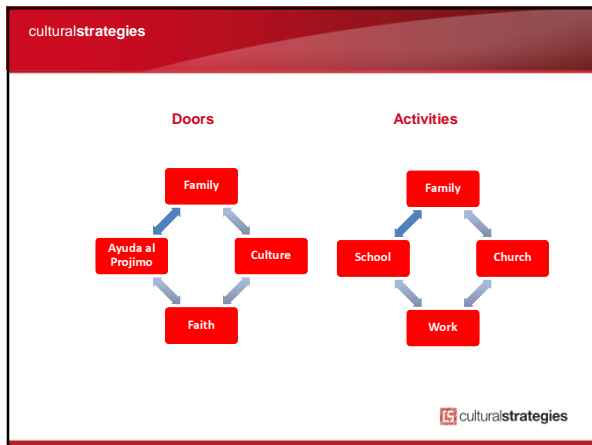 culturalstrategies
Doors
Activities
Family
Ayuda al
Projimo
Culture
Faith
Family
School
Church
Work
culturalstrategies